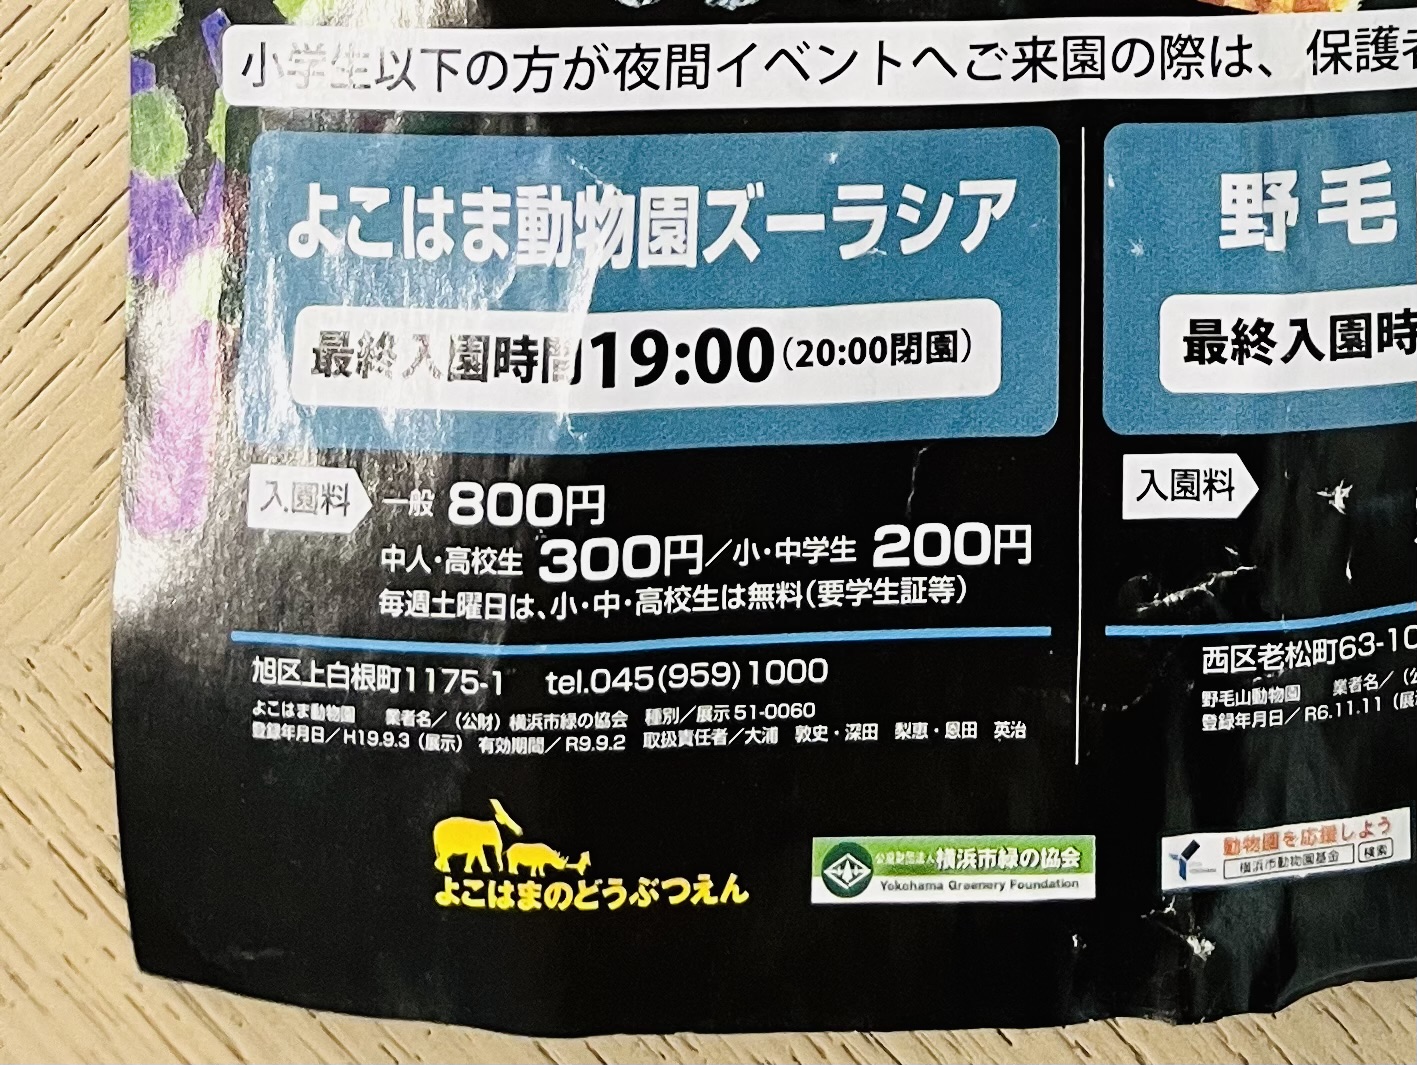 小学生以下の方が夜間イベントへご来園の際は、保護者
よこはま動物園ズーラシア
最終入園時間19:00(20:00閉園)
入園料 一般 800円
中人・高校生 300円／小・中学生 200円
毎週土曜日は、小・中・高校生は無料(要学生証等)
旭区上白根町1175-1 tel.045(959)1000
よこはま動物園 業者名／(公財)横浜市緑の協会 種別／展示 51-0060
登録年月日／H19.9.3(展示) 有効期間／R9.9.2 取扱責任者／大浦 敦史・深田 梨恵・恩田 英治
野毛
最終入園時
入園料
西区老松町63-10
野毛山動物園 業者名／(公
登録年月日／R6.11.11(展
よこはまのどうぶつえん
公益財団法人 横浜市緑の協会
Yokohama Greenery Foundation
動物園を応援しよう
横浜市動物園基金 検索